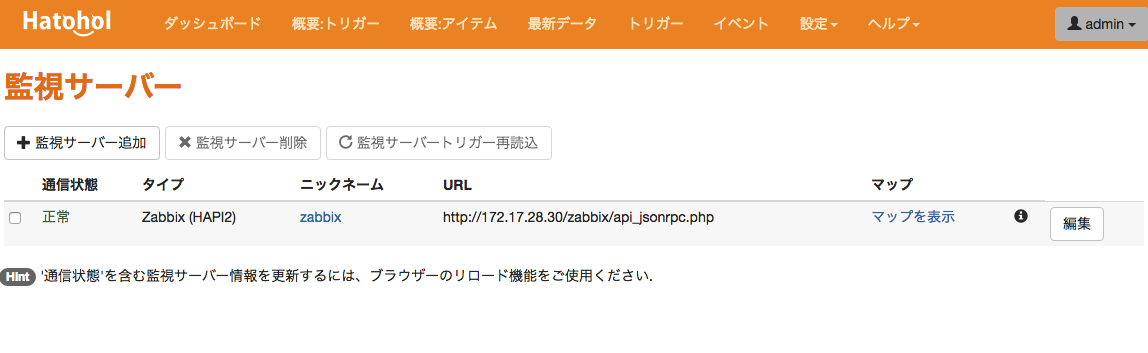 Hatohol ダッシュボード 概要:トリガー 概要:アイテム 最新データ トリガー イベント 設定 ヘルプ admin
監視サーバー
監視サーバー追加 監視サーバー削除 監視サーバートリガー再読込
通信状態 タイプ ニックネーム URL マップ
正常 Zabbix (HAPI2) zabbix http://172.17.28.30/zabbix/api_jsonrpc.php マップを表示 編集
Hint '通信状態'を含む監視サーバー情報を更新するには、ブラウザーのリロード機能をご使用ください.